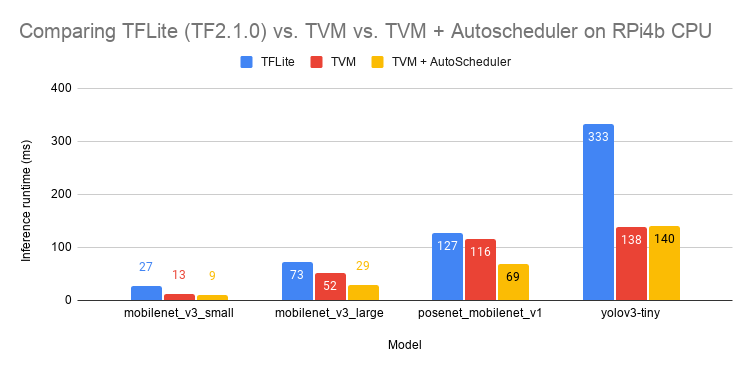 Comparing TFLite (TF2.1.0) vs. TVM vs. TVM + Autoscheduler on RPi4b CPU
TFLite TVM TVM + AutoScheduler
Inference runtime (ms)
400
300
200
100
0
27 13 9
73 52 29
127 116 69
333 138 140
mobilenet_v3_small mobilenet_v3_large posenet_mobilenet_v1 yolov3-tiny
Model